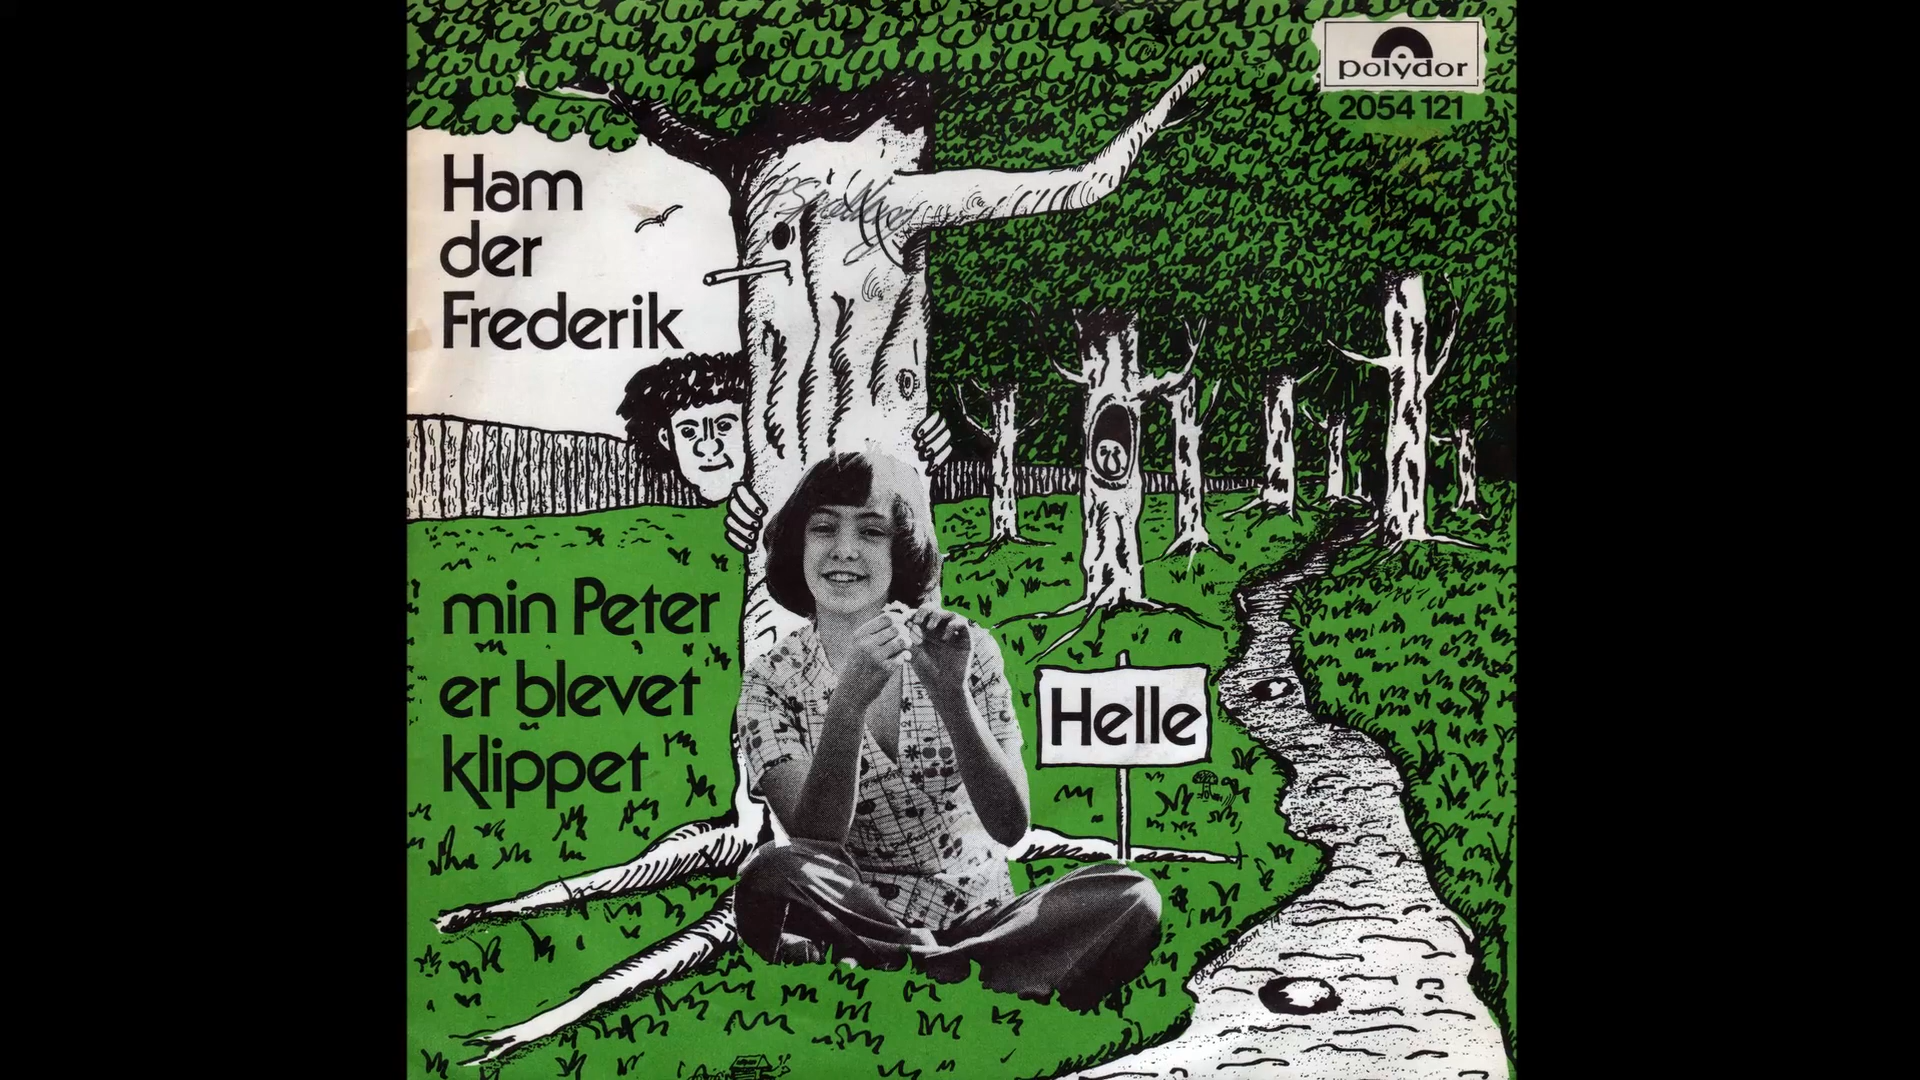 polydor
2054 121
Ham
der
Frederik
min Peter
er blevet
klippet
Helle